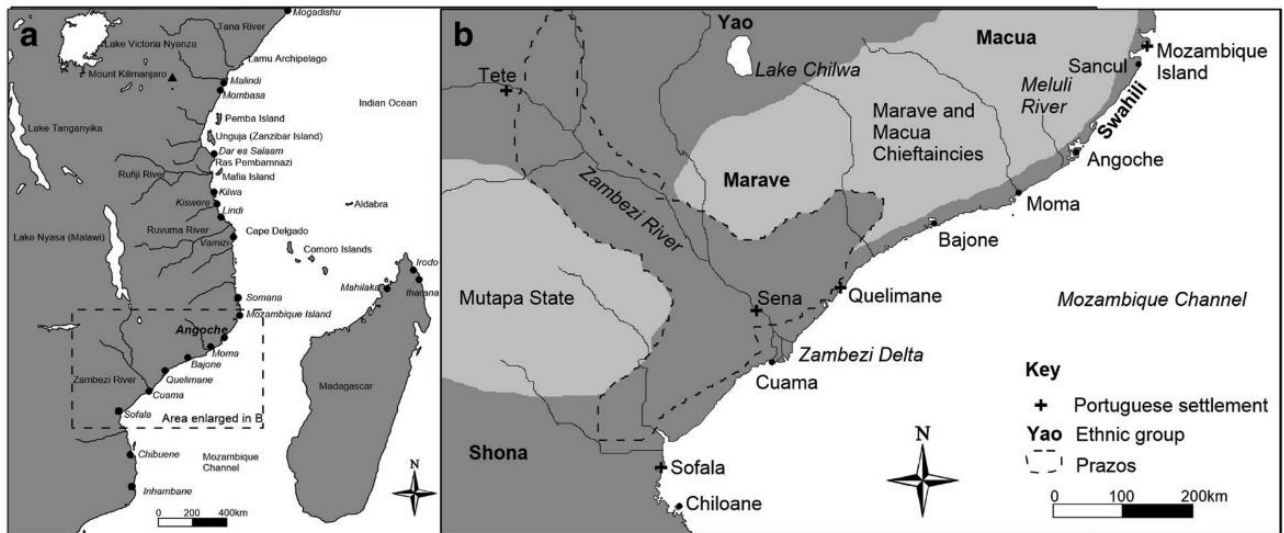 a
Mogadishu
Tana River
Lake Victoria Nyanza
Lamu Archipelago
Mount Kilimanjaro
Malindi
Mombasa
Indian Ocean
Pemba Island
Lake Tanganyika
Unguja (Zanzibar Island)
Dar es Salaam
Ras Pembamnazi
Rufiji River
Mafia Island
Kilwa
Kiswere
Aldabra
Lindi
Ruvuma River
Cape Delgado
Lake Nyasa (Malawi)
Vamizi
Comoro Islands
Irodo
Mahilaka
Iharana
Somana
Mozambique Island
Angoche
Moma
Bajone
Zambezi River
Quelimane
Madagascar
Cuama
Sofala
Area enlarged in B
Chibuene
Mozambique
Channel
N
Inhambane
0 200 400km
b
Yao
Macua
Mozambique
Island
Tete
Lake Chilwa
Sancul
Meluli
River
Swahili
Marave and
Macua
Chieftaincies
Angoche
Marave
Zambezi River
Moma
Bajone
Mutapa State
Sena
Quelimane
Mozambique Channel
Zambezi Delta
Cuama
Key
Portuguese settlement
Yao Ethnic group
Prazos
Shona
N
Sofala
Chiloane
0 100 200km